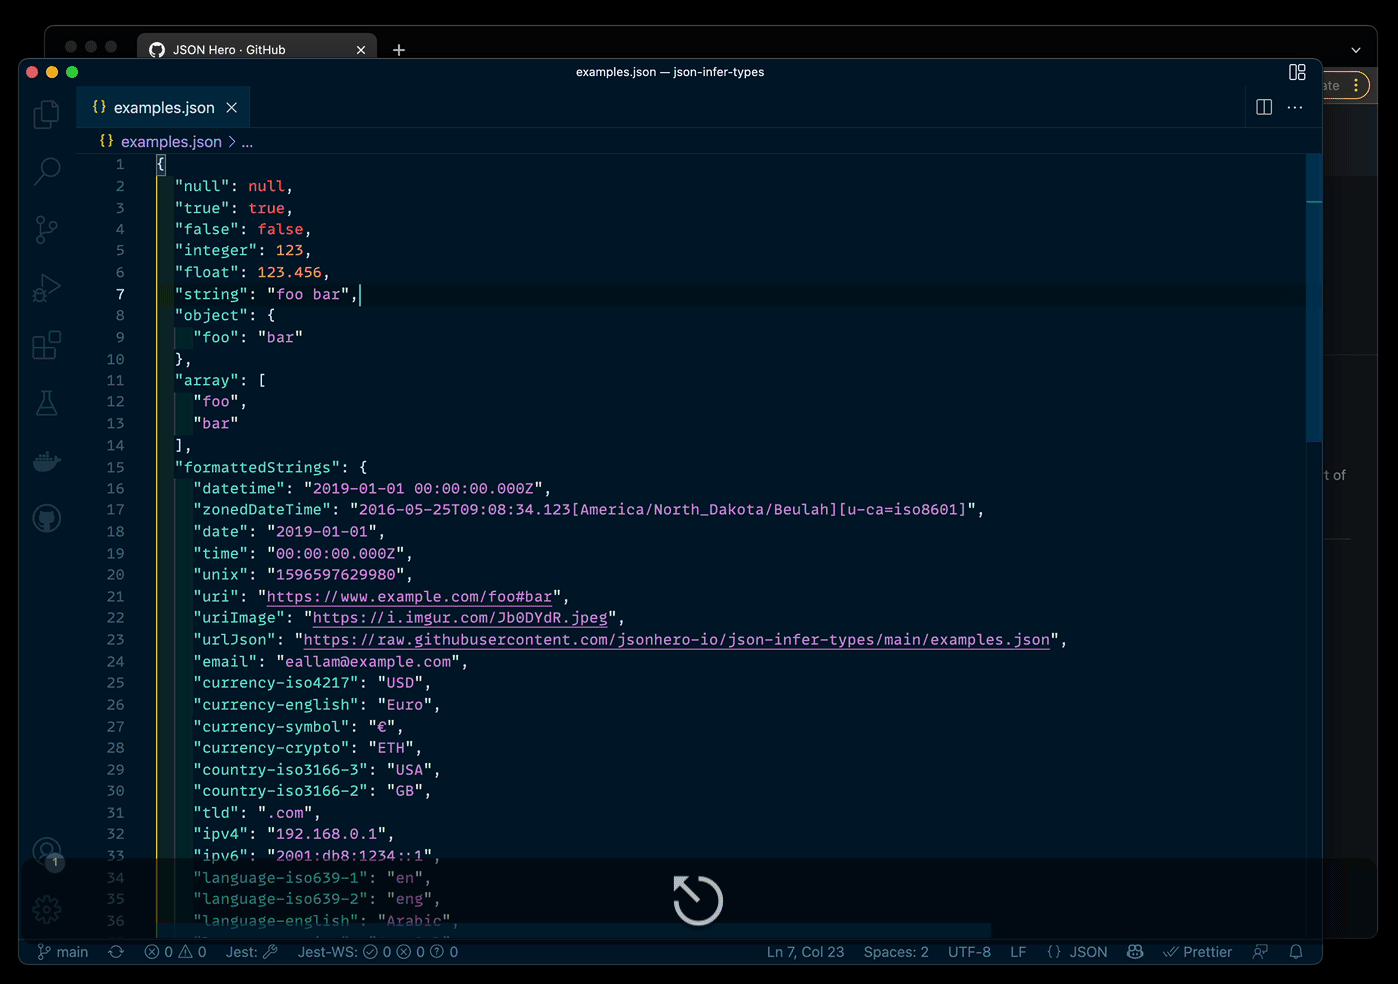 JSON Hero · GitHub
examples.json — json-infer-types
ate
examples.json
examples.json > ...
1 {
2 "null": null,
3 "true": true,
4 "false": false,
5 "integer": 123,
6 "float": 123.456,
7 "string": "foo bar",
8 "object": {
9 "foo": "bar"
10 },
11 "array": [
12 "foo",
13 "bar"
14 ],
15 "formattedStrings": {
16 "datetime": "2019-01-01 00:00:00.000Z",
17 "zonedDateTime": "2016-05-25T09:08:34.123[America/North_Dakota/Beulah][u-ca=iso8601]",
18 "date": "2019-01-01",
19 "time": "00:00:00.000Z",
20 "unix": "1596597629980",
21 "uri": "https://www.example.com/foo#bar",
22 "uriImage": "https://i.imgur.com/Jb0DYdR.jpeg",
23 "urlJson": "https://raw.githubusercontent.com/jsonhero-io/json-infer-types/main/examples.json",
24 "email": "eallam@example.com",
25 "currency-iso4217": "USD",
26 "currency-english": "Euro",
27 "currency-symbol": "€",
28 "currency-crypto": "ETH",
29 "country-iso3166-3": "USA",
30 "country-iso3166-2": "GB",
31 "tld": ".com",
32 "ipv4": "192.168.0.1",
33 "ipv6": "2001:db8:1234::1",
34 "language-iso639-1": "en",
35 "language-iso639-2": "eng",
36 "language-english": "Arabic",
t of
1
main 0 0 Jest: Jest-WS: 0 0 0 Ln 7, Col 23 Spaces: 2 UTF-8 LF {} JSON Prettier